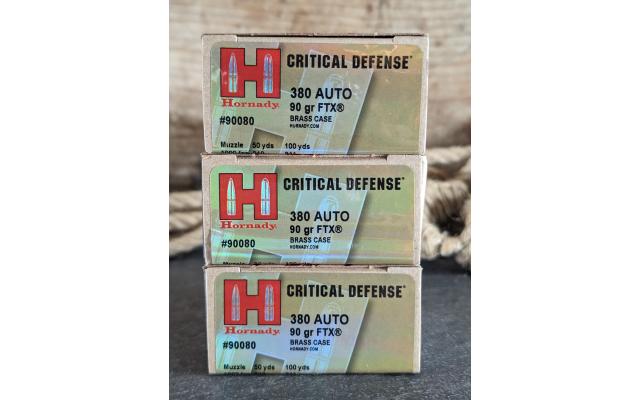 CRITICAL DEFENSE®
380 AUTO
90 gr FTX®
BRASS CASE
HORNADY.COM
Hornady
#90080
Muzzle 50 yds 100 yds
CRITICAL DEFENSE®
380 AUTO
90 gr FTX®
BRASS CASE
HORNADY.COM
Hornady
#90080
CRITICAL DEFENSE®
380 AUTO
90 gr FTX®
BRASS CASE
HORNADY.COM
Hornady
#90080
Muzzle 50 yds 100 yds